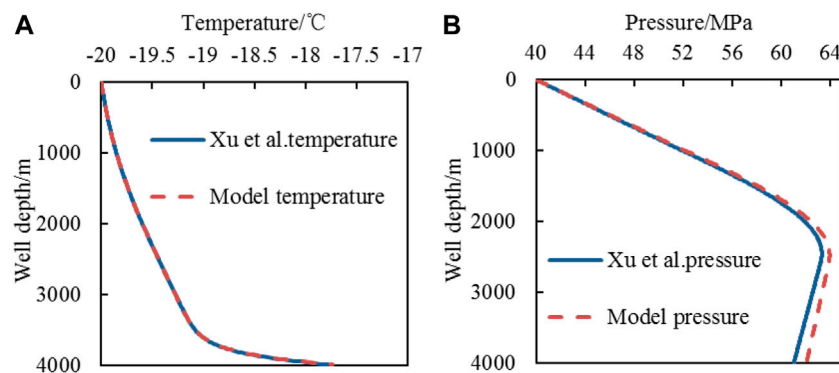 A
Temperature/℃
-20 -19.5 -19 -18.5 -18 -17.5 -17
0
1000
2000
3000
4000
Well depth/m
Xu et al.temperature
Model temperature
B
Pressure/MPa
40 44 48 52 56 60 64
0
1000
2000
3000
4000
Well depth/m
Xu et al.pressure
Model pressure